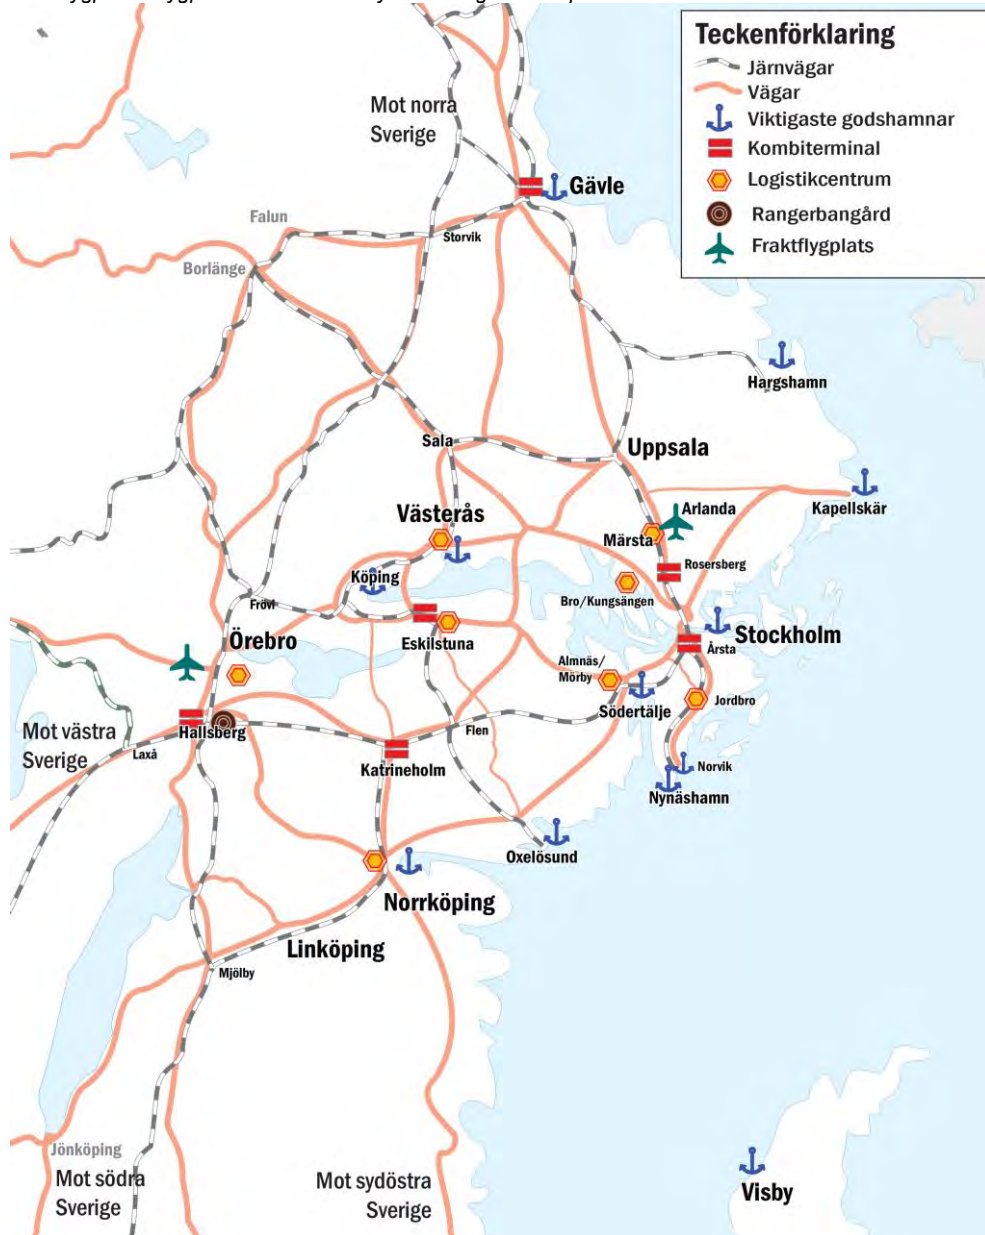 Teckenförklaring
Järnvägar
Vägar
Viktigaste godshamnar
Kombiterminal
Logistikcentrum
Rangerbangård
Fraktflygplats
Mot norra
Sverige
Gävle
Falun
Storvik
Borlänge
Hargshamn
Sala
Uppsala
Kapellskär
Arlanda
Västerås
Märsta
Rosersberg
Köping
Bro/Kungsängen
Frövi
Örebro
Eskilstuna
Stockholm
Årsta
Almnäs/
Mörby
Södertälje
Jordbro
Mot västra
Sverige
Hallsberg
Laxå
Flen
Katrineholm
Norvik
Nynäshamn
Oxelösund
Norrköping
Linköping
Mjölby
Jönköping
Mot södra
Sverige
Mot sydöstra
Sverige
Visby